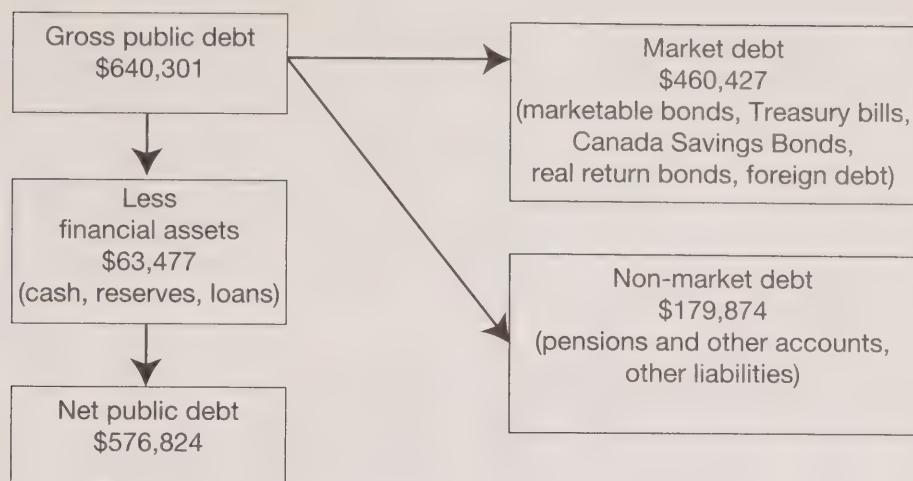 Gross public debt
$640,301
Less
financial assets
$63,477
(cash, reserves, loans)
Net public debt
$576,824
Market debt
$460,427
(marketable bonds, Treasury bills,
Canada Savings Bonds,
real return bonds, foreign debt)
Non-market debt
$179,874
(pensions and other accounts,
other liabilities)